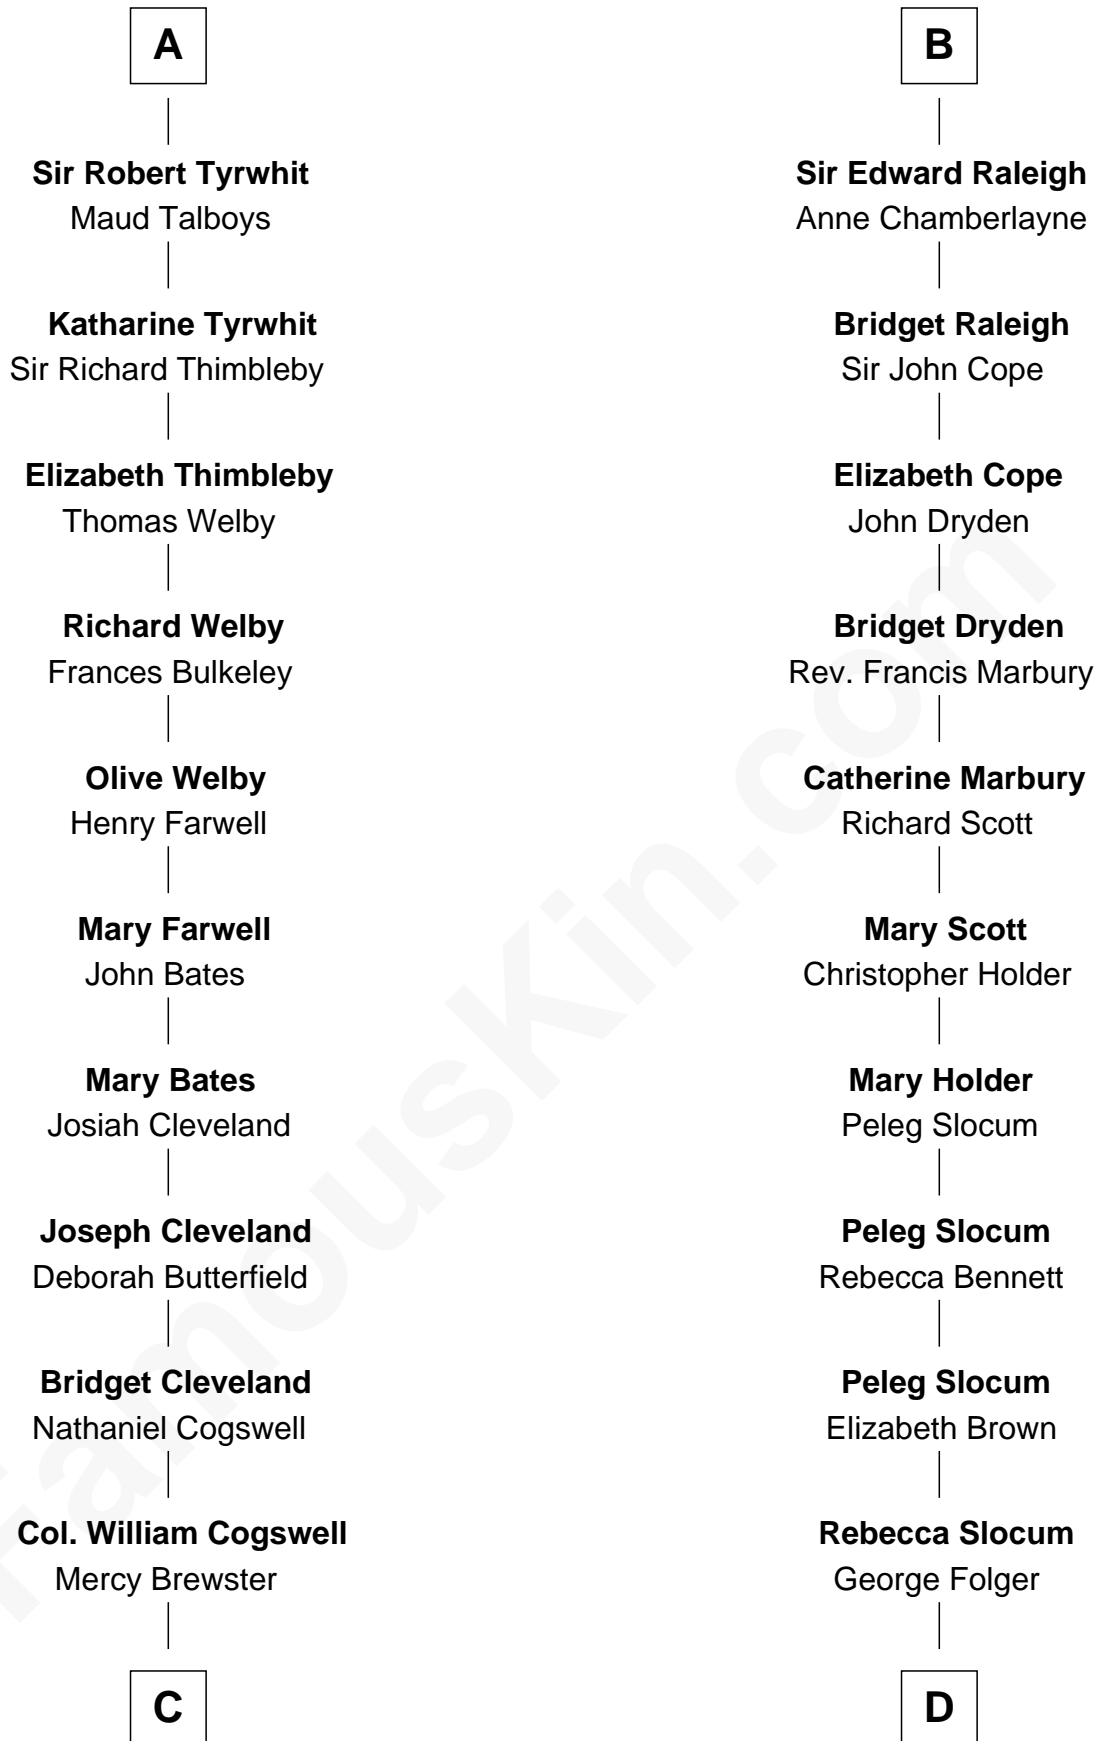 A
Sir Robert Tyrwhit
Maud Talboys
Katharine Tyrwhit
Sir Richard Thimbleby
Elizabeth Thimbleby
Thomas Welby
Richard Welby
Frances Bulkeley
Olive Welby
Henry Farwell
Mary Farwell
John Bates
Mary Bates
Josiah Cleveland
Joseph Cleveland
Deborah Butterfield
Bridget Cleveland
Nathaniel Cogswell
Col. William Cogswell
Mercy Brewster
C
B
Sir Edward Raleigh
Anne Chamberlayne
Bridget Raleigh
Sir John Cope
Elizabeth Cope
John Dryden
Bridget Dryden
Rev. Francis Marbury
Catherine Marbury
Richard Scott
Mary Scott
Christopher Holder
Mary Holder
Peleg Slocum
Peleg Slocum
Rebecca Bennett
Peleg Slocum
Elizabeth Brown
Rebecca Slocum
George Folger
D
FamousKin.com